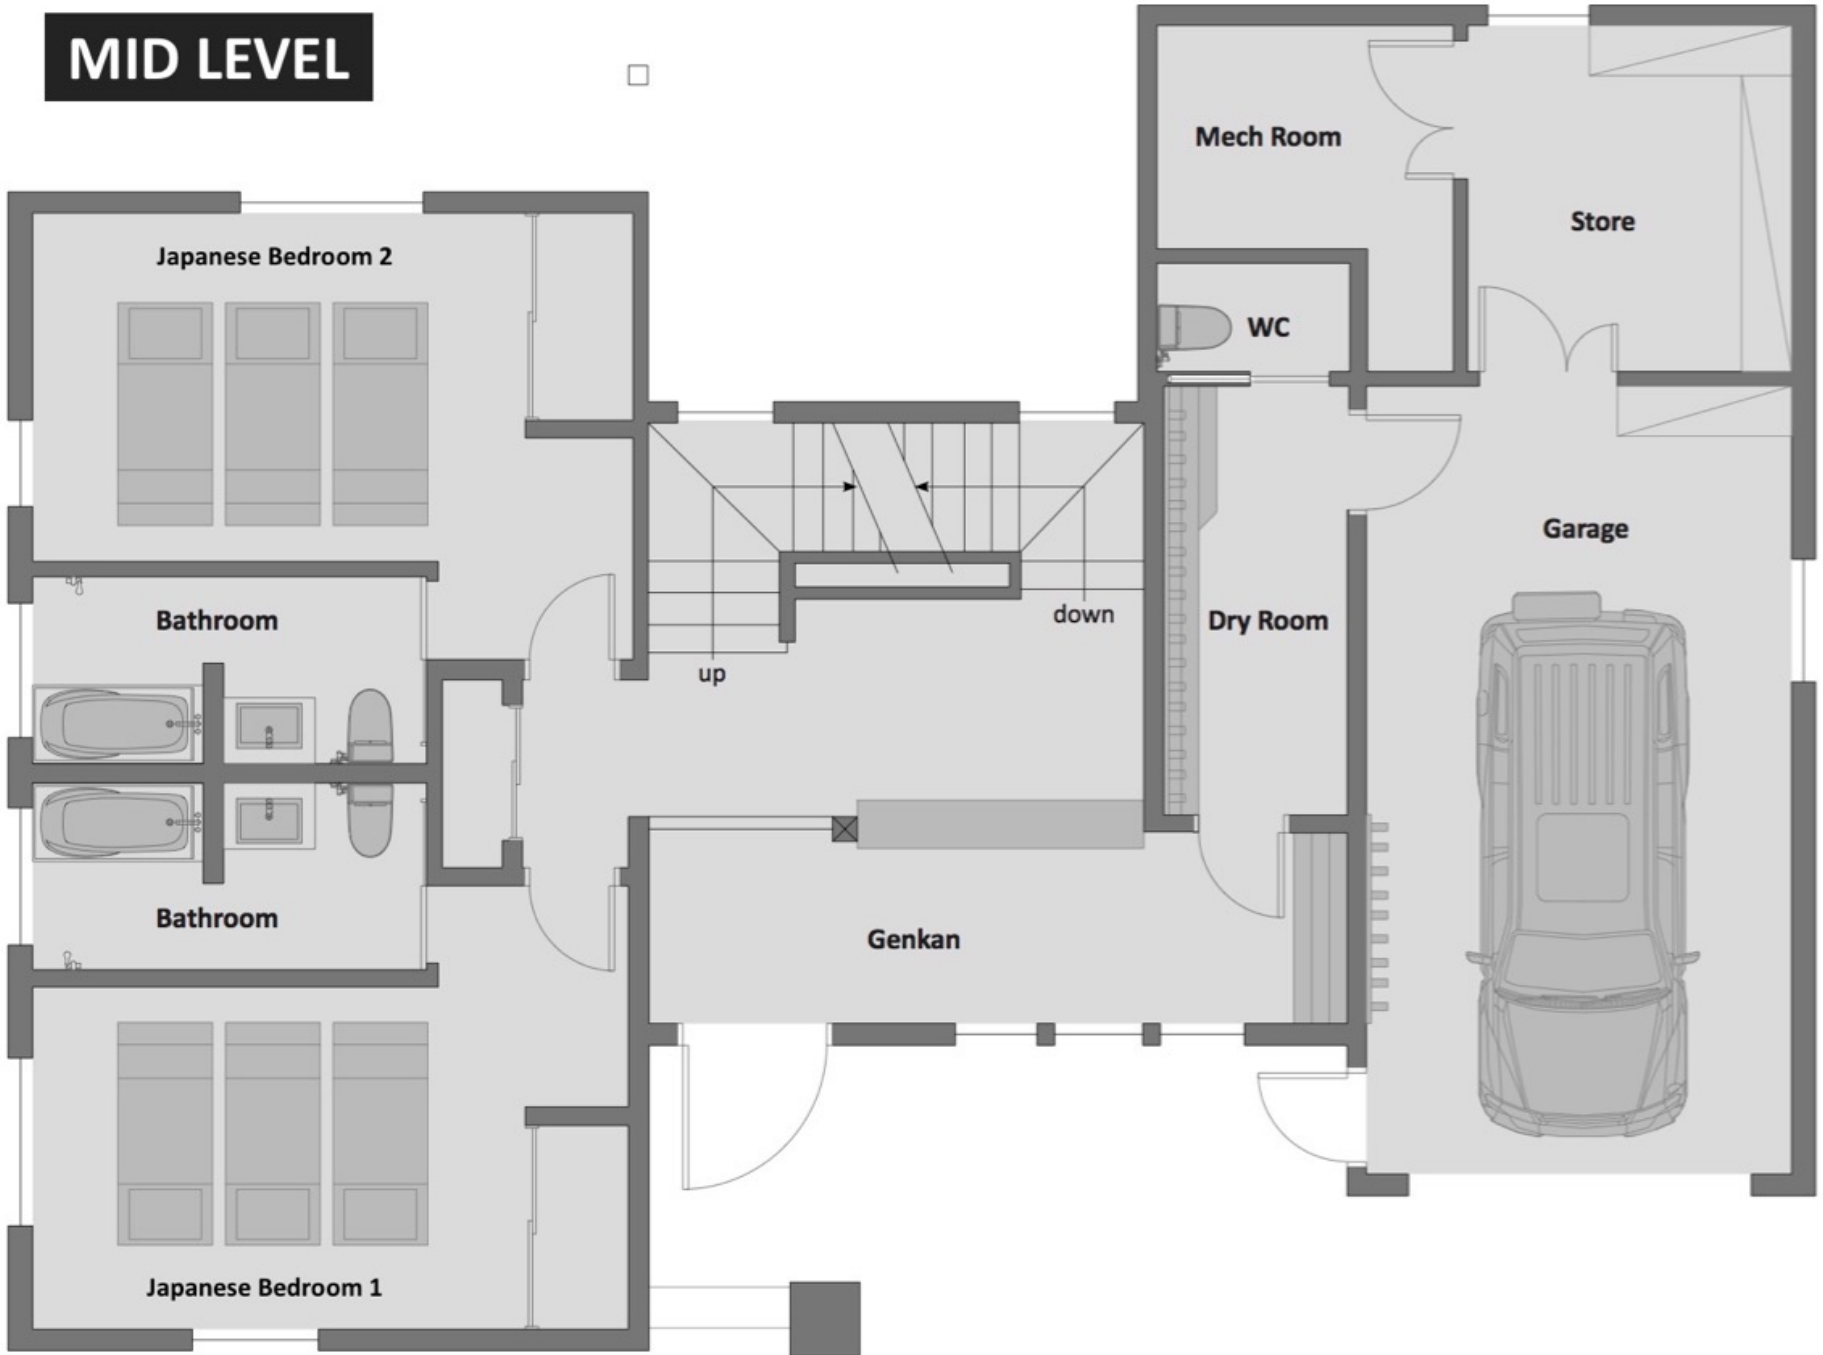 MID LEVEL
Mech Room
Store
Japanese Bedroom 2
WC
Garage
Bathroom
down
Dry Room
up
Bathroom
Genkan
Japanese Bedroom 1